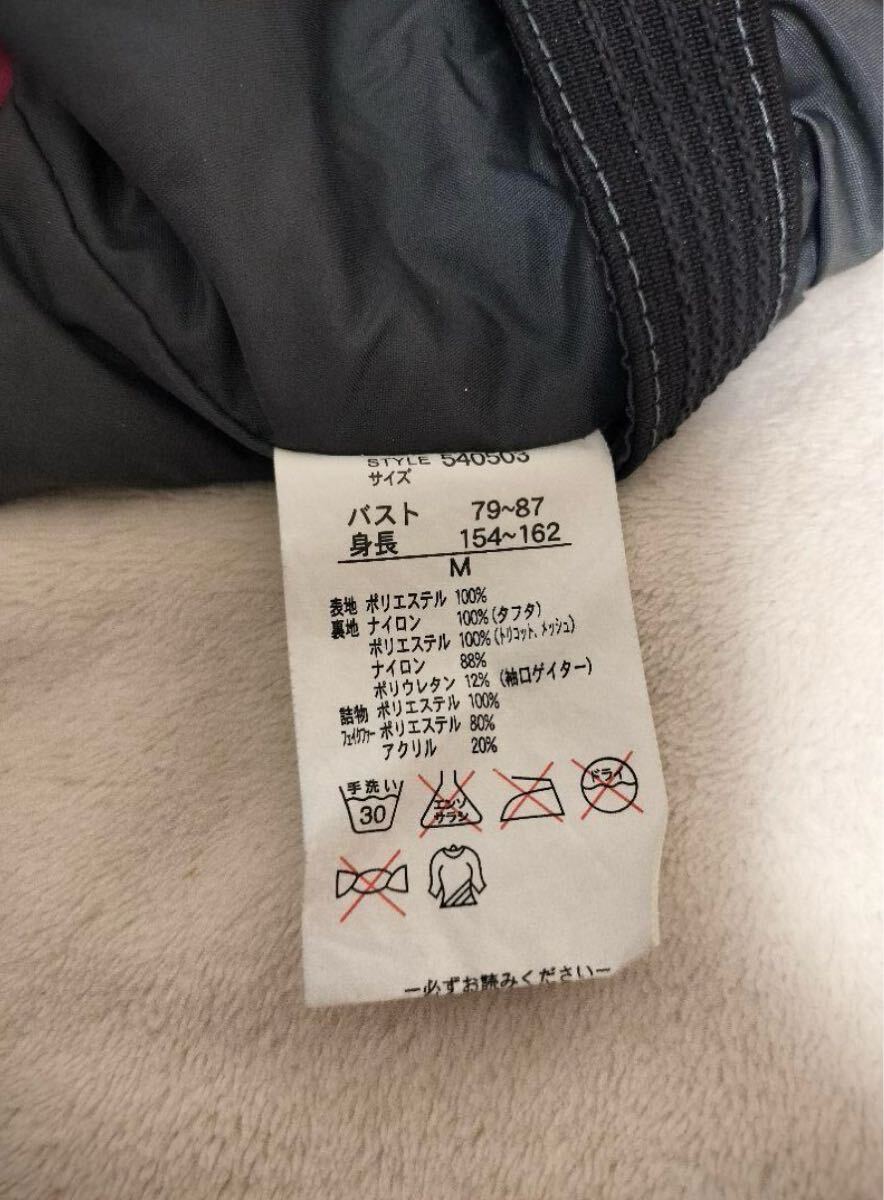 STYLE 540503
サイズ
バスト 79~87
身長 154~162
M
表地 ポリエステル 100%
裏地 ナイロン 100%(タフタ)
ポリエステル 100%(トリコット、メッシュ)
ナイロン 88%
ポリウレタン 12%(袖口ゲイター)
詰物 ポリエステル 100%
フェイクファー ポリエステル 80%
アクリル 20%
手洗い エンソ ドライ
30 サラシ
ー必ずお読みくださいー